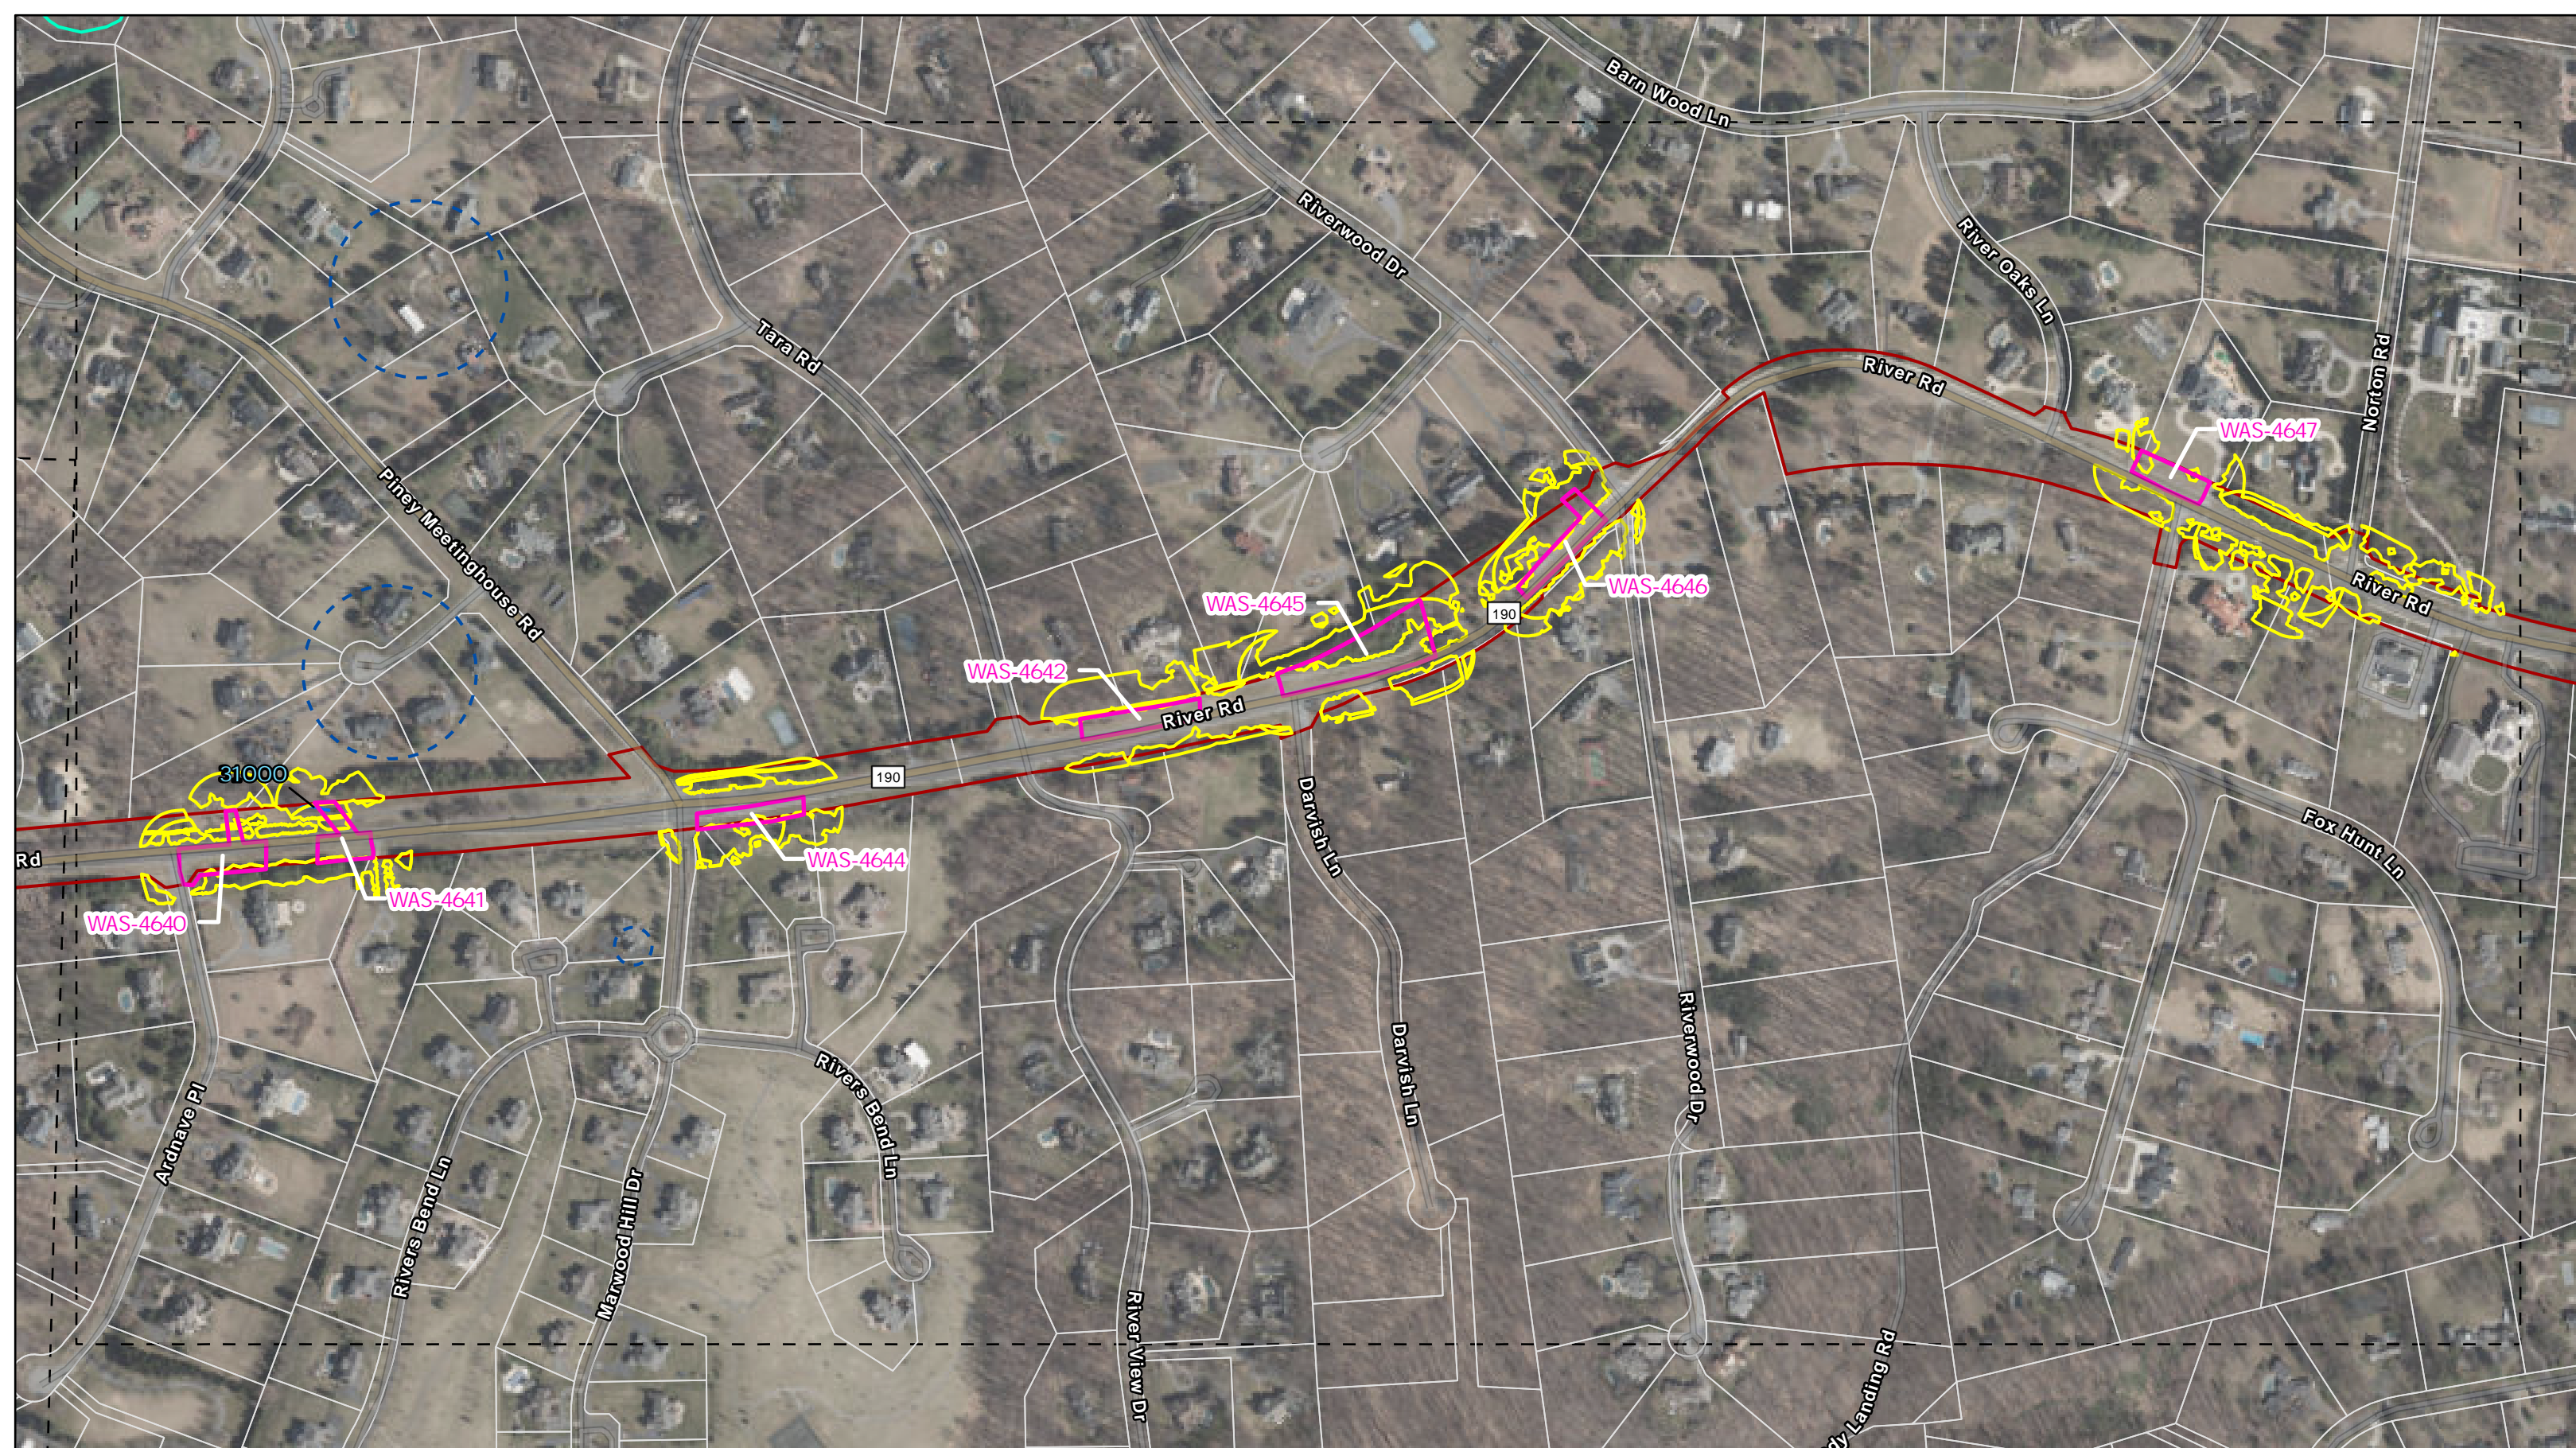 Barn Wood Ln
Riverwood Dr
River Oaks Ln
Tara Rd
River Rd
Norton Rd
WAS-4647
Piney Meetinghouse Rd
WAS-4646
WAS-4645
190
River Rd
WAS-4642
River Rd
31000
190
Darvish Ln
Fox Hunt Ln
Rd
WAS-4644
WAS-4641
WAS-4640
Riverwood Dr
Darvish Ln
Rivers Bend Ln
Ardnave Pl
Rivers Bend Ln
Marwood Hill Dr
River View Dr
dy Landing Rd